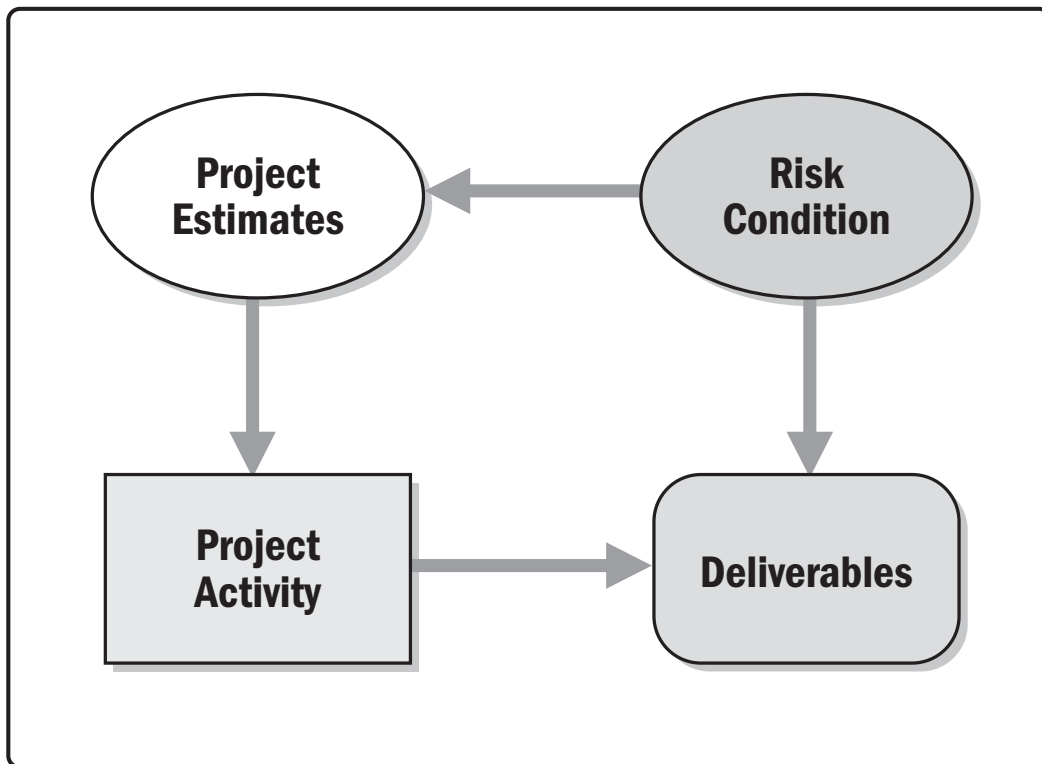 Project
Estimates
Risk
Condition
Project
Activity
Deliverables